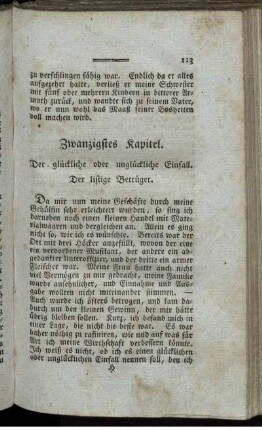 113
zu verschlingen fähig war. Endlich da er alles
aufgezehrt hatte, verließ er meine Schwester
mit fünf oder mehrern Kindern in bitterer Ar-
muth zurück, und wandte sich zu seinem Vater,
wo er nun wohl das Maaß seiner Bosheiten
voll machen wird.
Zwanzigstes Kapitel.
Der glückliche oder unglückliche Einfall.
Der listige Betrüger.
Da mir nun meine Geschäfte durch meine
Gehülfin sehr erleichtert wurden, so fing ich
darneben noch einen kleinen Handel mit Mate-
rialwaaren und dergleichen an. Allein es ging
nicht so, wie ich es wünschte. Bereits war der
Ort mit drei Höcker angefüllt, wovon der eine
ein verdorbener Musikant, der andere ein ab-
gedankter Unteroffizier, und der dritte ein armer
Fleischer war. Meine Frau hatte auch nicht
viel Vermögen zu mir gebracht, meine Familie
wurde ansehnlicher, und Einnahme und Aus-
gabe wollten nicht miteinander stimmen. —
Auch wurde ich öfters betrogen, und kam da-
durch um den kleinen Gewinn, der mir hätte
übrig bleiben sollen. Kurz, ich befand mich in
einer Lage, die nicht die beste war. Es war
daher nöthig zu raffiniren, wie und auf was für
Art ich meine Wirthschaft verbessern könnte.
Ich weiß es nicht, ob ich es einen glücklichen
oder unglücklichen Einfall nennen soll, den ich
H